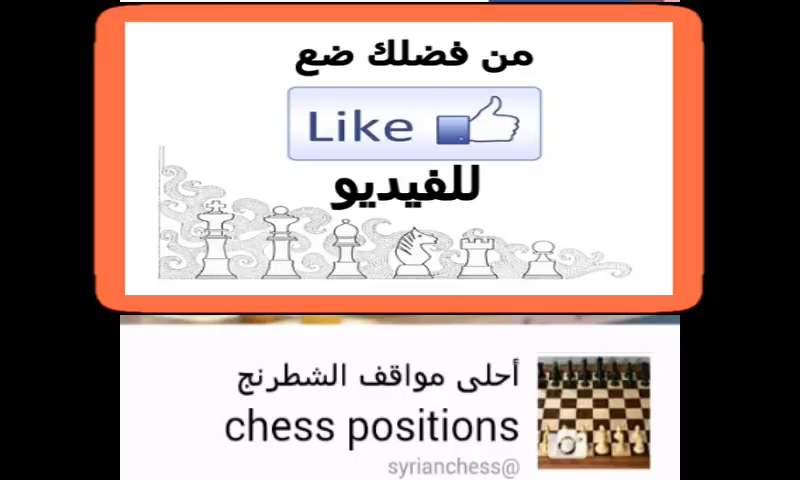 من فضلك ضع
Like
للفيديو
أحلى مواقف الشطرنج
chess positions
syrianchess@